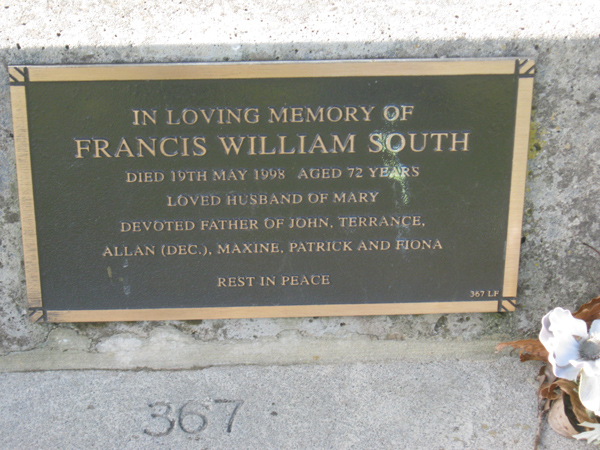 IN LOVING MEMORY OF
FRANCIS WILLIAM SOUTH
DIED 19TH MAY 1998 AGED 72 YEARS
LOVED HUSBAND OF MARY
DEVOTED FATHER OF JOHN, TERRANCE,
ALLAN (DEC.), MAXINE, PATRICK AND FIONA
REST IN PEACE
367 LF
367